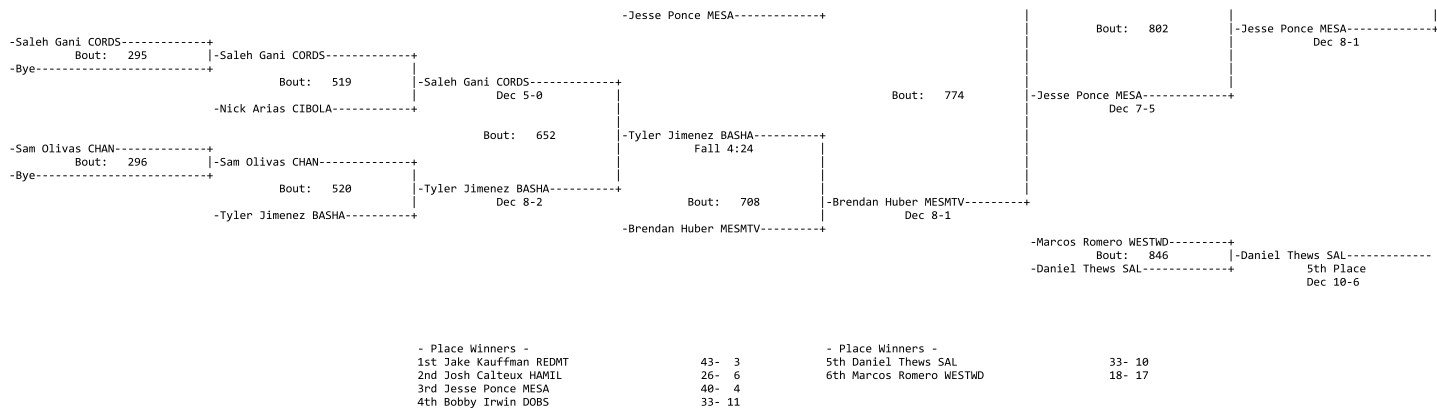 -Jesse Ponce MESA-------------+
Bout: 802 |-Jesse Ponce MESA-------------+
-Saleh Gani CORDS-------------+ Dec 8-1
Bout: 295 |-Saleh Gani CORDS-------------+
-Bye--------------------------+
Bout: 519 |-Saleh Gani CORDS-------------+
Dec 5-0 Bout: 774 |-Jesse Ponce MESA-------------+
-Nick Arias CIBOLA------------+ Dec 7-5
Bout: 652 |-Tyler Jimenez BASHA----------+
-Sam Olivas CHAN--------------+ Fall 4:24
Bout: 296 |-Sam Olivas CHAN--------------+
-Bye--------------------------+
Bout: 520 |-Tyler Jimenez BASHA----------+
Dec 8-2 Bout: 708 |-Brendan Huber MESMTV---------+
-Tyler Jimenez BASHA----------+ Dec 8-1
-Brendan Huber MESMTV---------+
-Marcos Romero WESTWD---------+
Bout: 846 |-Daniel Thews SAL-------------
-Daniel Thews SAL-------------+ 5th Place
Dec 10-6
- Place Winners - - Place Winners -
1st Jake Kauffman REDMT 43- 3 5th Daniel Thews SAL 33- 10
2nd Josh Calteux HAMIL 26- 6 6th Marcos Romero WESTWD 18- 17
3rd Jesse Ponce MESA 40- 4
4th Bobby Irwin DOBS 33- 11